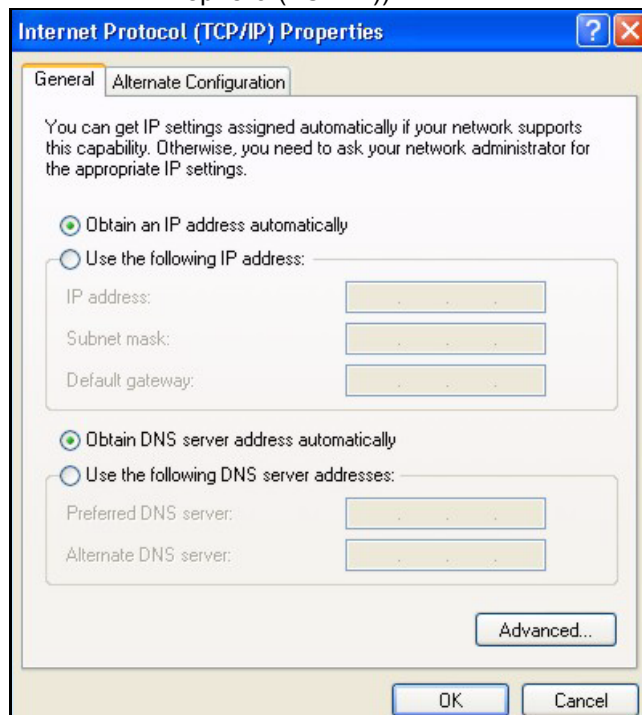 Internet Protocol (TCP/IP) Properties
General
Alternate Configuration
You can get IP settings assigned automatically if your network supports
this capability. Otherwise, you need to ask your network administrator for
the appropriate IP settings.
Obtain an IP address automatically
Use the following IP address:
IP address:
Subnet mask:
Default gateway:
Obtain DNS server address automatically
Use the following DNS server addresses:
Preferred DNS server:
Alternate DNS server:
Advanced...
OK
Cancel